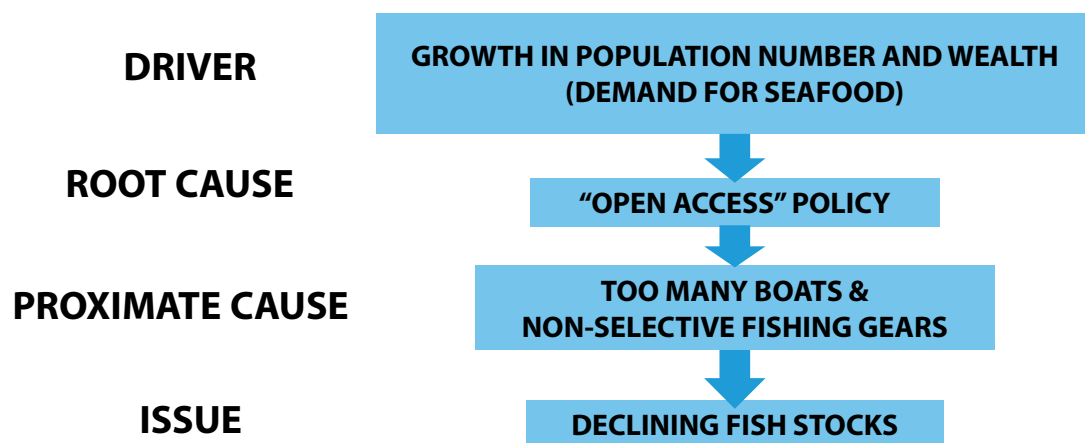 DRIVER
GROWTH IN POPULATION NUMBER AND WEALTH
(DEMAND FOR SEAFOOD)
ROOT CAUSE
“OPEN ACCESS” POLICY
PROXIMATE CAUSE
TOO MANY BOATS &
NON-SELECTIVE FISHING GEARS
ISSUE
DECLINING FISH STOCKS